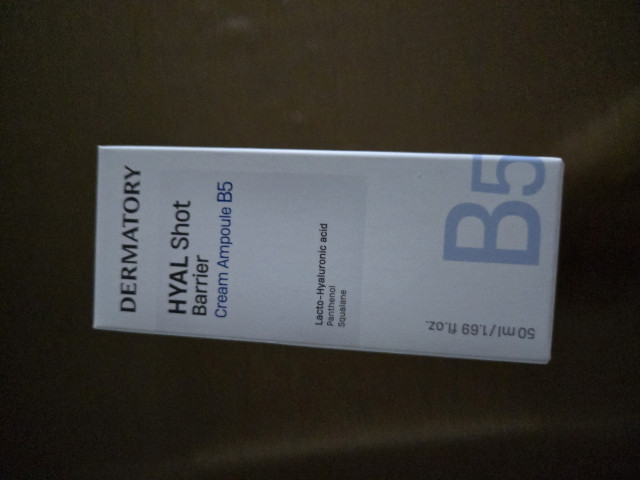 DERMATORY
HYAL Shot
Barrier
Cream Ampoule B5
Lacto-Hyaluronic acid
Panthenol
Squalane
B5
50 ml/1.69 fl.oz.